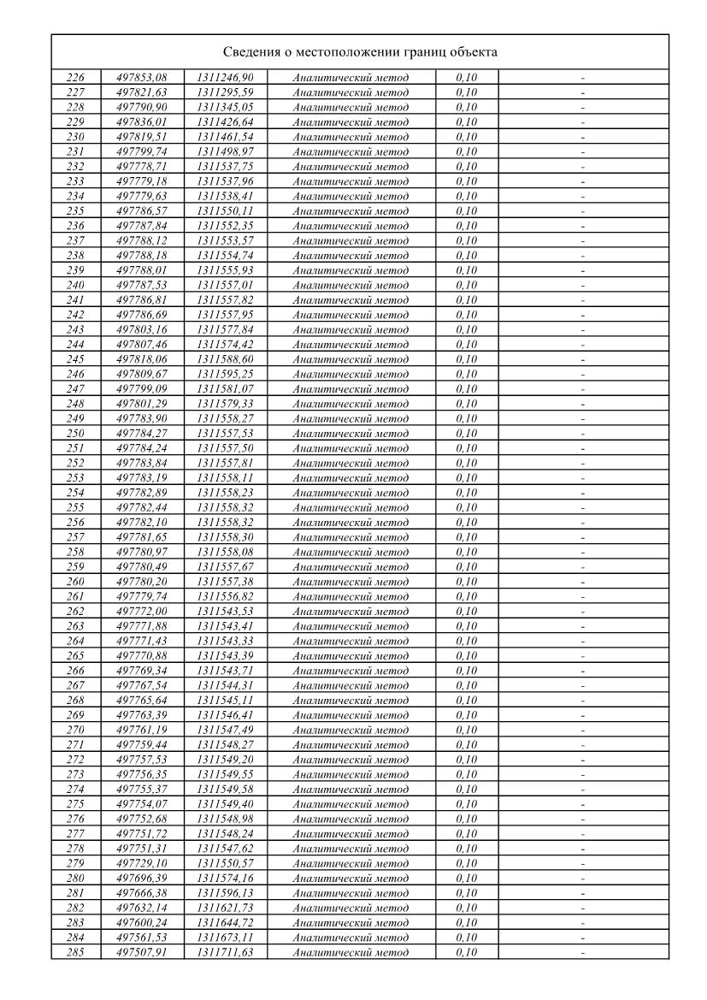 Сведения о местоположении границ объекта
226 497853,08 1311246,90 Аналитический метод 0,10 -
227 497821,63 1311295,59 Аналитический метод 0,10 -
228 497790,90 1311345,05 Аналитический метод 0,10 -
229 497836,01 1311426,64 Аналитический метод 0,10 -
230 497819,51 1311461,54 Аналитический метод 0,10 -
231 497799,74 1311498,97 Аналитический метод 0,10 -
232 497778,71 1311537,75 Аналитический метод 0,10 -
233 497779,18 1311537,96 Аналитический метод 0,10 -
234 497779,63 1311538,41 Аналитический метод 0,10 -
235 497786,57 1311550,11 Аналитический метод 0,10 -
236 497787,84 1311552,35 Аналитический метод 0,10 -
237 497788,12 1311553,57 Аналитический метод 0,10 -
238 497788,18 1311554,74 Аналитический метод 0,10 -
239 497788,01 1311555,93 Аналитический метод 0,10 -
240 497787,53 1311557,01 Аналитический метод 0,10 -
241 497786,81 1311557,82 Аналитический метод 0,10 -
242 497786,69 1311557,95 Аналитический метод 0,10 -
243 497803,16 1311577,84 Аналитический метод 0,10 -
244 497807,46 1311574,42 Аналитический метод 0,10 -
245 497818,06 1311588,60 Аналитический метод 0,10 -
246 497809,67 1311595,25 Аналитический метод 0,10 -
247 497799,09 1311581,07 Аналитический метод 0,10 -
248 497801,29 1311579,33 Аналитический метод 0,10 -
249 497783,90 1311558,27 Аналитический метод 0,10 -
250 497784,27 1311557,53 Аналитический метод 0,10 -
251 497784,24 1311557,50 Аналитический метод 0,10 -
252 497783,84 1311557,81 Аналитический метод 0,10 -
253 497783,19 1311558,11 Аналитический метод 0,10 -
254 497782,89 1311558,23 Аналитический метод 0,10 -
255 497782,44 1311558,32 Аналитический метод 0,10 -
256 497782,10 1311558,32 Аналитический метод 0,10 -
257 497781,65 1311558,30 Аналитический метод 0,10 -
258 497780,97 1311558,08 Аналитический метод 0,10 -
259 497780,49 1311557,67 Аналитический метод 0,10 -
260 497780,20 1311557,38 Аналитический метод 0,10 -
261 497779,74 1311556,82 Аналитический метод 0,10 -
262 497772,00 1311543,53 Аналитический метод 0,10 -
263 497771,88 1311543,41 Аналитический метод 0,10 -
264 497771,43 1311543,33 Аналитический метод 0,10 -
265 497770,88 1311543,39 Аналитический метод 0,10 -
266 497769,34 1311543,71 Аналитический метод 0,10 -
267 497767,54 1311544,31 Аналитический метод 0,10 -
268 497765,64 1311545,11 Аналитический метод 0,10 -
269 497763,39 1311546,41 Аналитический метод 0,10 -
270 497761,19 1311547,49 Аналитический метод 0,10 -
271 497759,44 1311548,27 Аналитический метод 0,10 -
272 497757,53 1311549,20 Аналитический метод 0,10 -
273 497756,35 1311549,55 Аналитический метод 0,10 -
274 497755,37 1311549,58 Аналитический метод 0,10 -
275 497754,07 1311549,40 Аналитический метод 0,10 -
276 497752,68 1311548,98 Аналитический метод 0,10 -
277 497751,72 1311548,24 Аналитический метод 0,10 -
278 497751,31 1311547,62 Аналитический метод 0,10 -
279 497729,10 1311550,57 Аналитический метод 0,10 -
280 497696,39 1311574,16 Аналитический метод 0,10 -
281 497666,38 1311596,13 Аналитический метод 0,10 -
282 497632,14 1311621,73 Аналитический метод 0,10 -
283 497600,24 1311644,72 Аналитический метод 0,10 -
284 497561,53 1311673,11 Аналитический метод 0,10 -
285 497507,91 1311711,63 Аналитический метод 0,10 -